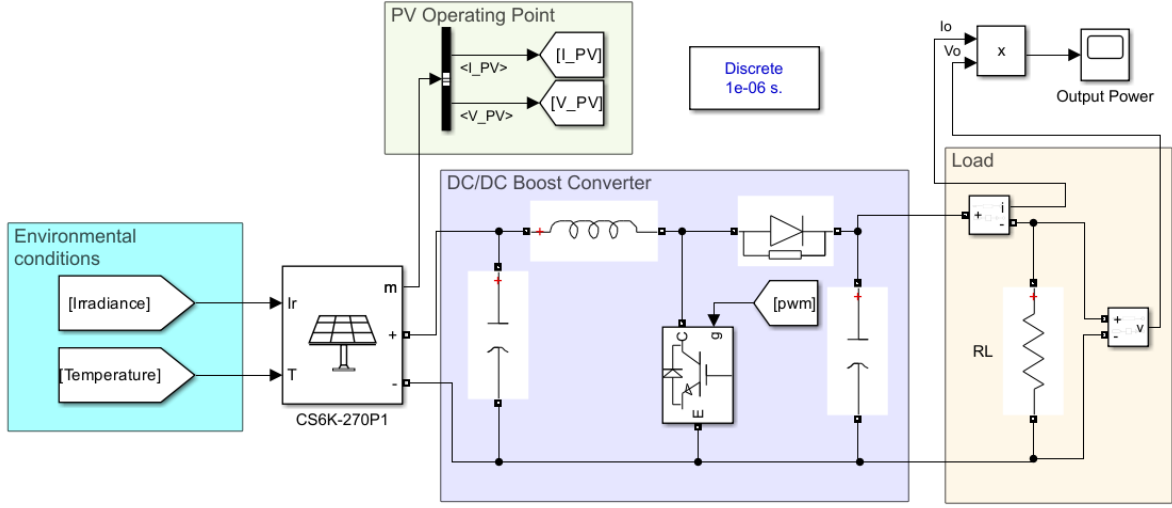 PV Operating Point
[I_PV]
<I_PV>
[V_PV]
<V_PV>
Discrete
1e-06 s.
Io
Vo
x
Output Power
Environmental
conditions
[Irradiance]
[Temperature]
Ir
T
m
+
-
CS6K-270P1
DC/DC Boost Converter
+
[pwm]
g
C
E
+
+
Load
+
i
-
+
RL
+
-
v